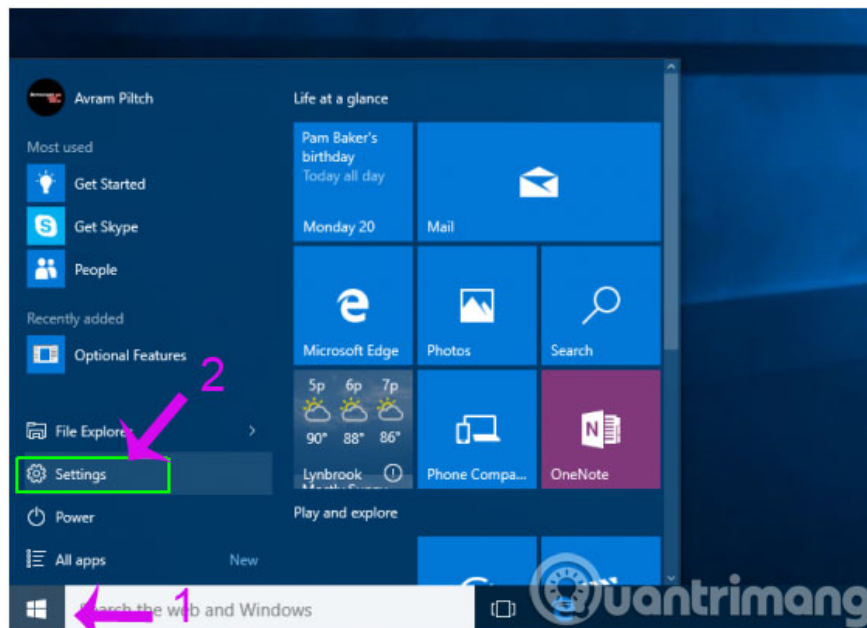 Avram Piltch
Most used
Get Started
Get Skype
People
Recently added
Optional Features
2
File Explorer
Settings
Power
All apps New
Life at a glance
Pam Baker's
birthday
Today all day
Monday 20
Mail
Microsoft Edge
Photos
Search
5p 6p 7p
90° 88° 86°
Lynbrook
Mostly Sunny
Phone Compa...
OneNote
Play and explore
1
Search the web and Windows
Quantrimang